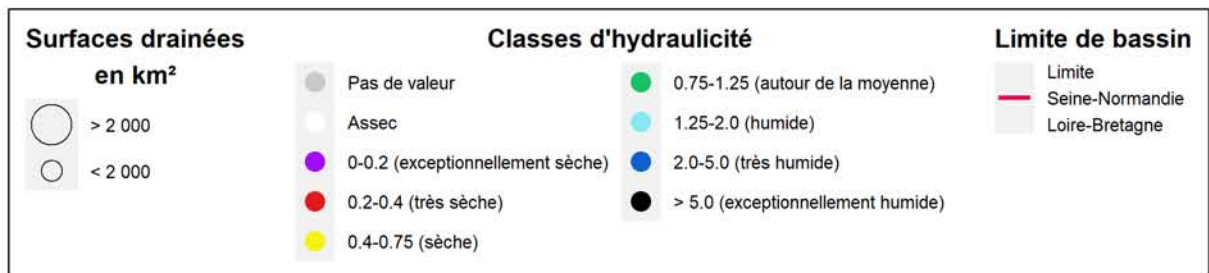 Surfaces drainées
en km²
> 2 000
< 2 000
Classes d'hydraulicité
Pas de valeur
Assec
0-0.2 (exceptionnellement sèche)
0.2-0.4 (très sèche)
0.4-0.75 (sèche)
0.75-1.25 (autour de la moyenne)
1.25-2.0 (humide)
2.0-5.0 (très humide)
> 5.0 (exceptionnellement humide)
Limite de bassin
Limite
Seine-Normandie
Loire-Bretagne